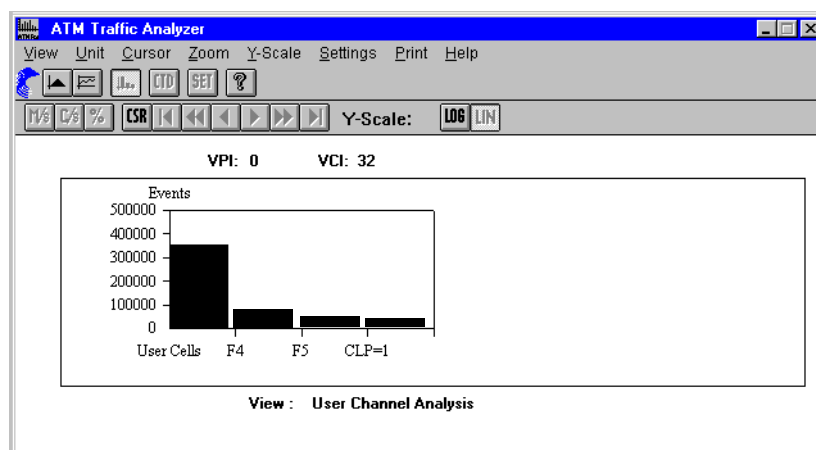 ATM Traffic Analyzer
View Unit Cursor Zoom Y-Scale Settings Print Help
CTD SET ?
M/s C/s % CSR Y-Scale: LOG LIN
VPI: 0 VCI: 32
Events
500000
400000
300000
200000
100000
0
User Cells F4 F5 CLP=1
View : User Channel Analysis